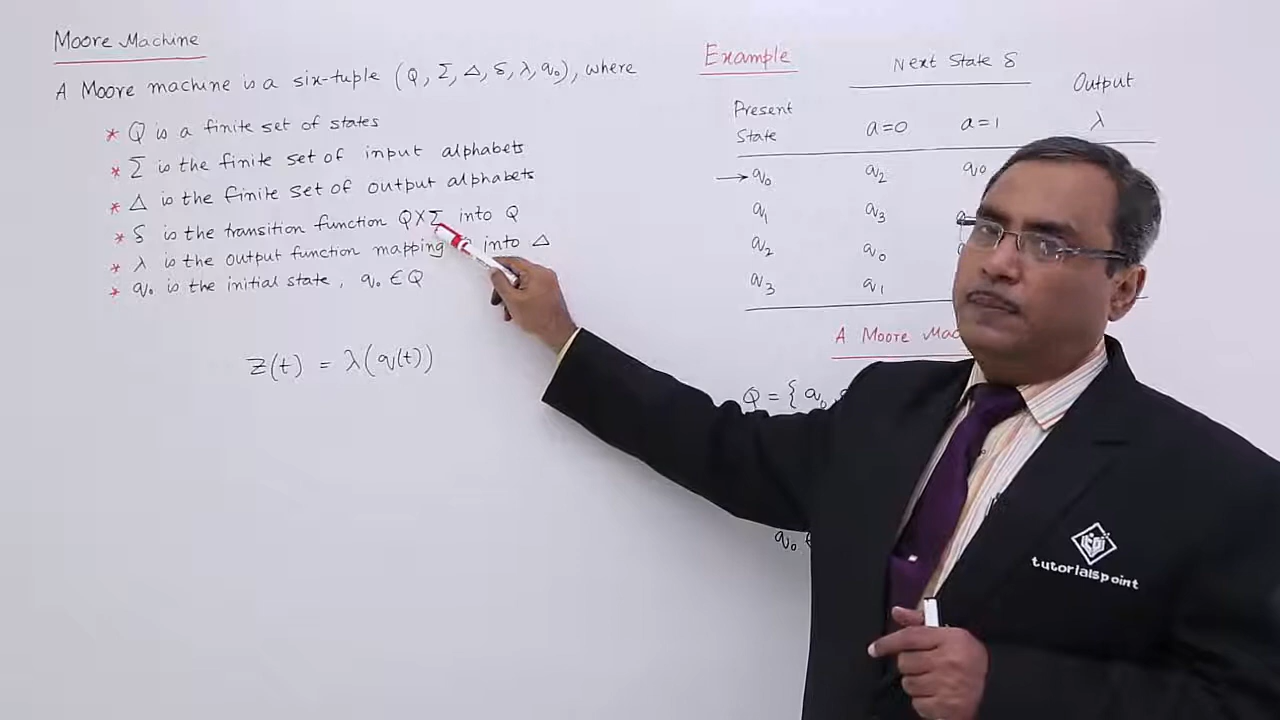 Moore Machine
A Moore machine is a six-tuple (Q, Σ, Δ, δ, λ, q₀), where
* Q is a finite set of states
* Σ is the finite set of input alphabets
* Δ is the finite set of output alphabets
* δ is the transition function Q×Σ into Q
* λ is the output function mapping into Δ
* q₀ is the initial state, q₀ ∈ Q
Z(t) = λ(q(t))
Example
Next State δ
Output
Present State
a=0 a=1 λ
→ q₀ q₂ q₀
q₁ q₃
q₂ q₀
q₃ q₁
A Moore
Q = { q₀,
q₀
tutorialspoint